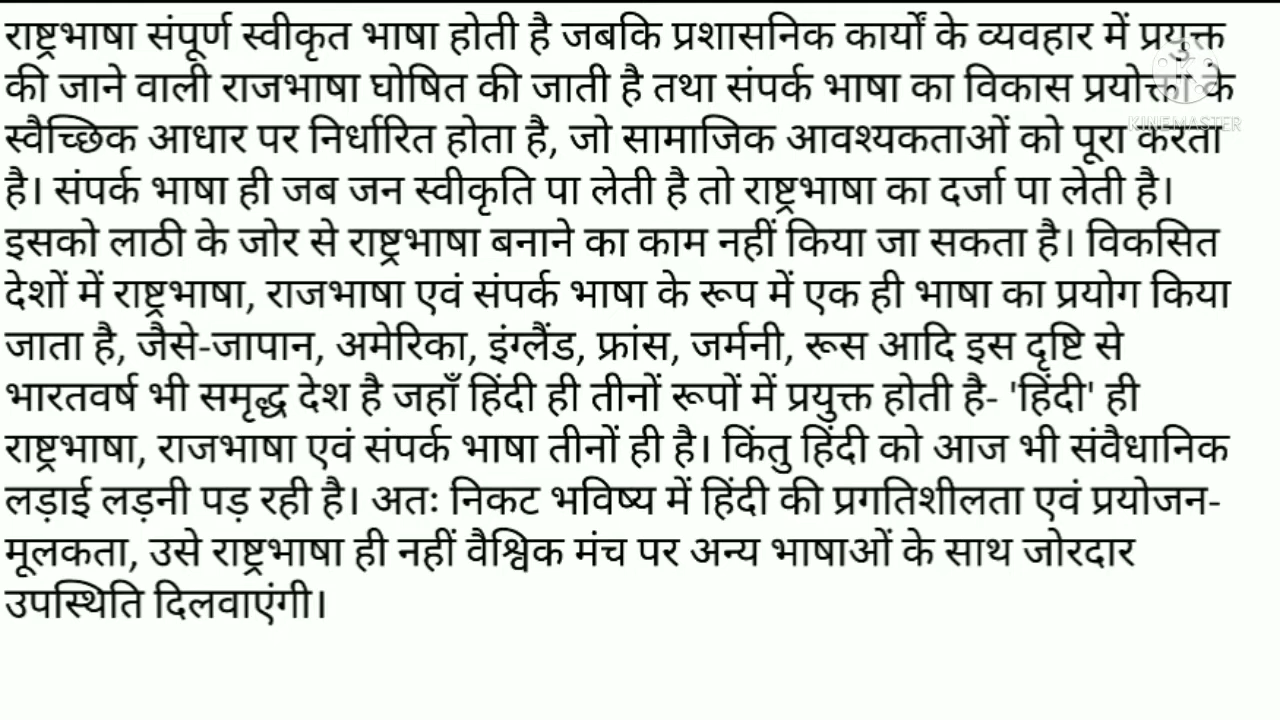 राष्ट्रभाषा संपूर्ण स्वीकृत भाषा होती है जबकि प्रशासनिक कार्यों के व्यवहार में प्रयुक्त
की जाने वाली राजभाषा घोषित की जाती है तथा संपर्क भाषा का विकास प्रयोक्ता के
स्वैच्छिक आधार पर निर्धारित होता है, जो सामाजिक आवश्यकताओं को पूरा करता
है। संपर्क भाषा ही जब जन स्वीकृति पा लेती है तो राष्ट्रभाषा का दर्जा पा लेती है।
इसको लाठी के जोर से राष्ट्रभाषा बनाने का काम नहीं किया जा सकता है। विकसित
देशों में राष्ट्रभाषा, राजभाषा एवं संपर्क भाषा के रूप में एक ही भाषा का प्रयोग किया
जाता है, जैसे-जापान, अमेरिका, इंग्लैंड, फ्रांस, जर्मनी, रूस आदि इस दृष्टि से
भारतवर्ष भी समृद्ध देश है जहाँ हिंदी ही तीनों रूपों में प्रयुक्त होती है- 'हिंदी' ही
राष्ट्रभाषा, राजभाषा एवं संपर्क भाषा तीनों ही है। किंतु हिंदी को आज भी संवैधानिक
लड़ाई लड़नी पड़ रही है। अतः निकट भविष्य में हिंदी की प्रगतिशीलता एवं प्रयोजन-
मूलकता, उसे राष्ट्रभाषा ही नहीं वैश्विक मंच पर अन्य भाषाओं के साथ जोरदार
उपस्थिति दिलवाएंगी।
KINEMASTER